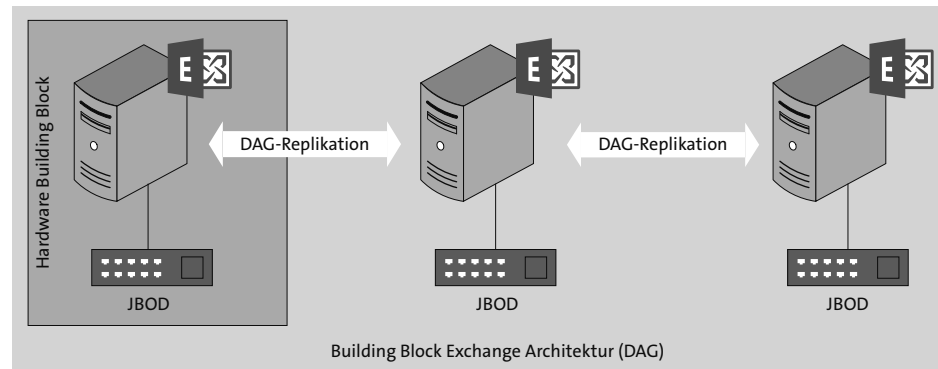 Hardware Building Block
E
E
E
DAG-Replikation
DAG-Replikation
JBOD
JBOD
JBOD
Building Block Exchange Architektur (DAG)